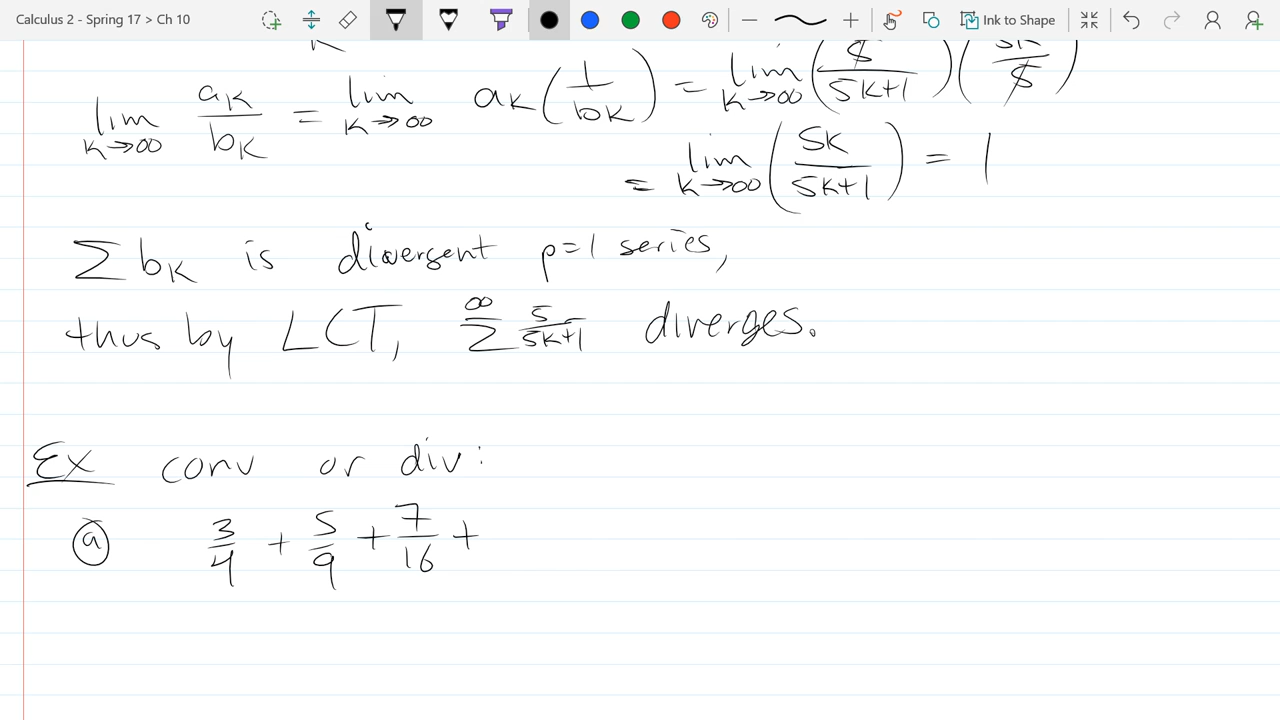 Calculus 2 - Spring 17 > Ch 10
Ink to Shape
K
lim K→∞ aK/bK = lim K→∞ aK(1/bK) = lim K→∞ (5/(5K+1))(5K/5)
= lim K→∞ (5K/(5K+1)) = 1
∑ bK is divergent p=1 series,
thus by LCT, ∞∑ 5/(5K+1) diverges.
Ex conv or div:
ⓐ 3/4 + 5/9 + 7/16 +